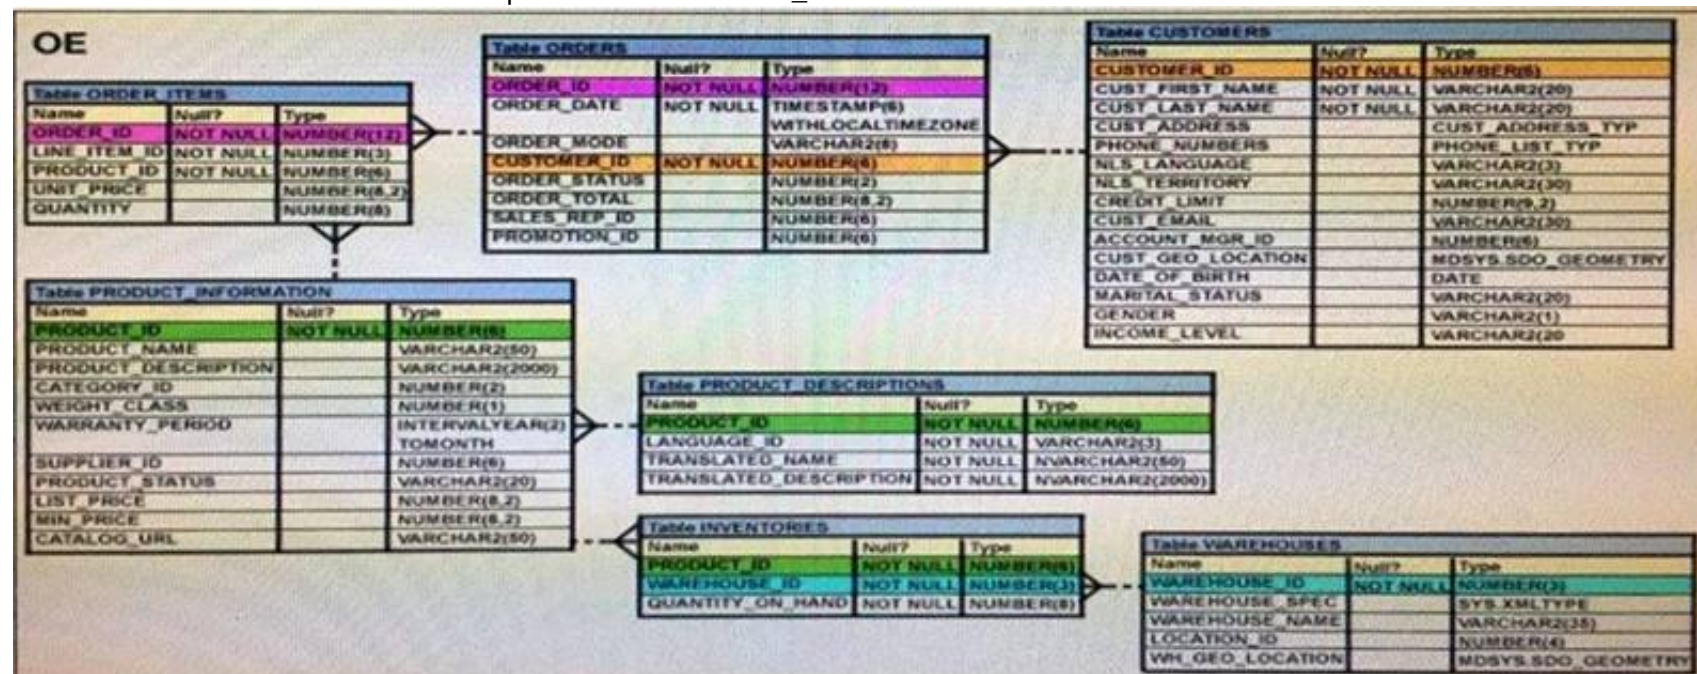 OE
Table ORDER_ITEMS
Name Null? Type
ORDER_ID NOT NULL NUMBER(12)
LINE_ITEM_ID NOT NULL NUMBER(3)
PRODUCT_ID NOT NULL NUMBER(6)
UNIT_PRICE NUMBER(8,2)
QUANTITY NUMBER(8)
Table ORDERS
Name Null? Type
ORDER_ID NOT NULL NUMBER(12)
ORDER_DATE NOT NULL TIMESTAMP(6)
WITHLOCALTIMEZONE
ORDER_MODE VARCHAR2(8)
CUSTOMER_ID NOT NULL NUMBER(6)
ORDER_STATUS NUMBER(2)
ORDER_TOTAL NUMBER(8,2)
SALES_REP_ID NUMBER(6)
PROMOTION_ID NUMBER(6)
Table CUSTOMERS
Name Null? Type
CUSTOMER_ID NOT NULL NUMBER(6)
CUST_FIRST_NAME NOT NULL VARCHAR2(20)
CUST_LAST_NAME NOT NULL VARCHAR2(20)
CUST_ADDRESS CUST_ADDRESS_TYP
PHONE_NUMBERS PHONE_LIST_TYP
NLS_LANGUAGE VARCHAR2(3)
NLS_TERRITORY VARCHAR2(30)
CREDIT_LIMIT NUMBER(9,2)
CUST_EMAIL VARCHAR2(30)
ACCOUNT_MGR_ID NUMBER(6)
CUST_GEO_LOCATION MDSYS.SDO_GEOMETRY
DATE_OF_BIRTH DATE
MARITAL_STATUS VARCHAR2(20)
GENDER VARCHAR2(1)
INCOME_LEVEL VARCHAR2(20
Table PRODUCT_INFORMATION
Name Null? Type
PRODUCT_ID NOT NULL NUMBER(6)
PRODUCT_NAME VARCHAR2(50)
PRODUCT_DESCRIPTION VARCHAR2(2000)
CATEGORY_ID NUMBER(2)
WEIGHT_CLASS NUMBER(1)
WARRANTY_PERIOD INTERVALYEAR(2)
TOMONTH
SUPPLIER_ID NUMBER(6)
PRODUCT_STATUS VARCHAR2(20)
LIST_PRICE NUMBER(8,2)
MIN_PRICE NUMBER(8,2)
CATALOG_URL VARCHAR2(50)
Table PRODUCT_DESCRIPTIONS
Name Null? Type
PRODUCT_ID NOT NULL NUMBER(6)
LANGUAGE_ID NOT NULL VARCHAR2(3)
TRANSLATED_NAME NOT NULL NVARCHAR2(50)
TRANSLATED_DESCRIPTION NOT NULL NVARCHAR2(2000)
Table INVENTORIES
Name Null? Type
PRODUCT_ID NOT NULL NUMBER(6)
WAREHOUSE_ID NOT NULL NUMBER(3)
QUANTITY_ON_HAND NOT NULL NUMBER(8)
Table WAREHOUSES
Name Null? Type
WAREHOUSE_ID NOT NULL NUMBER(3)
WAREHOUSE_SPEC SYS.XMLTYPE
WAREHOUSE_NAME VARCHAR2(35)
LOCATION_ID NUMBER(4)
WH_GEO_LOCATION MDSYS.SDO_GEOMETRY